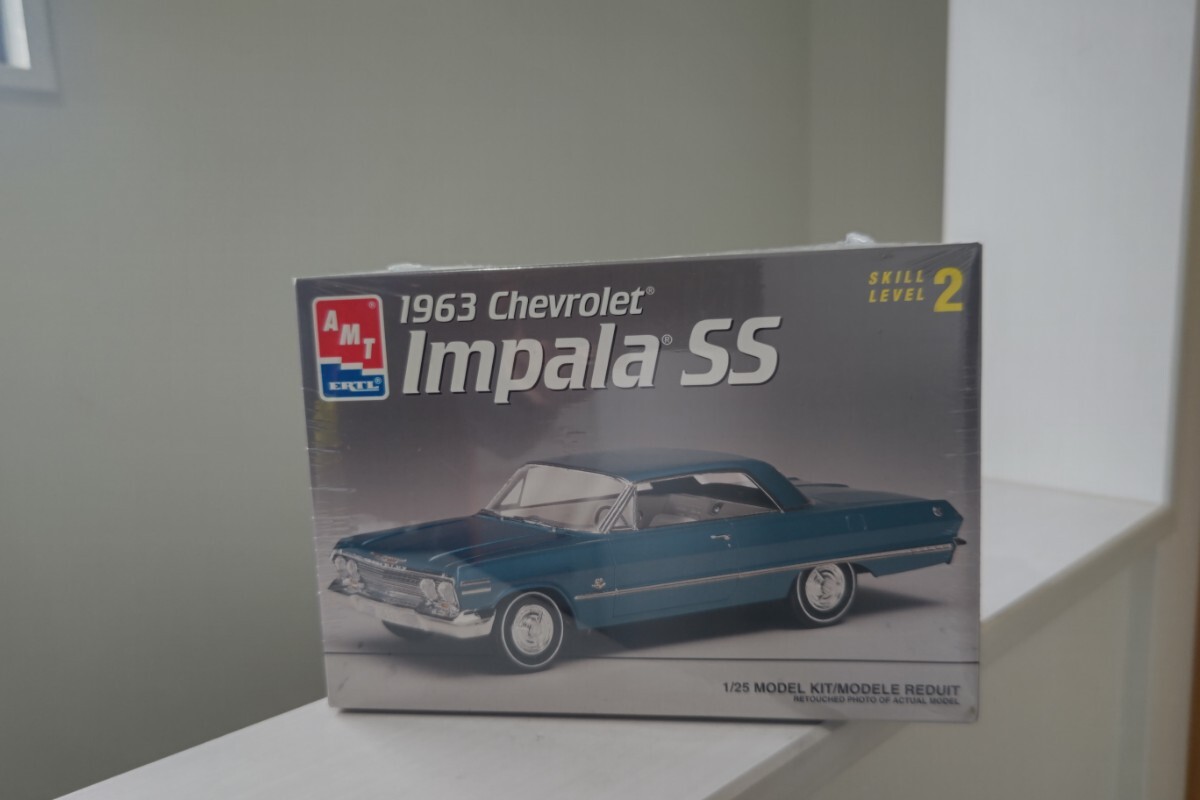 AMT
ERTL®
1963 Chevrolet®
Impala® SS
SKILL
LEVEL 2
1/25 MODEL KIT/MODELE REDUIT
RETOUCHED PHOTO OF ACTUAL MODEL